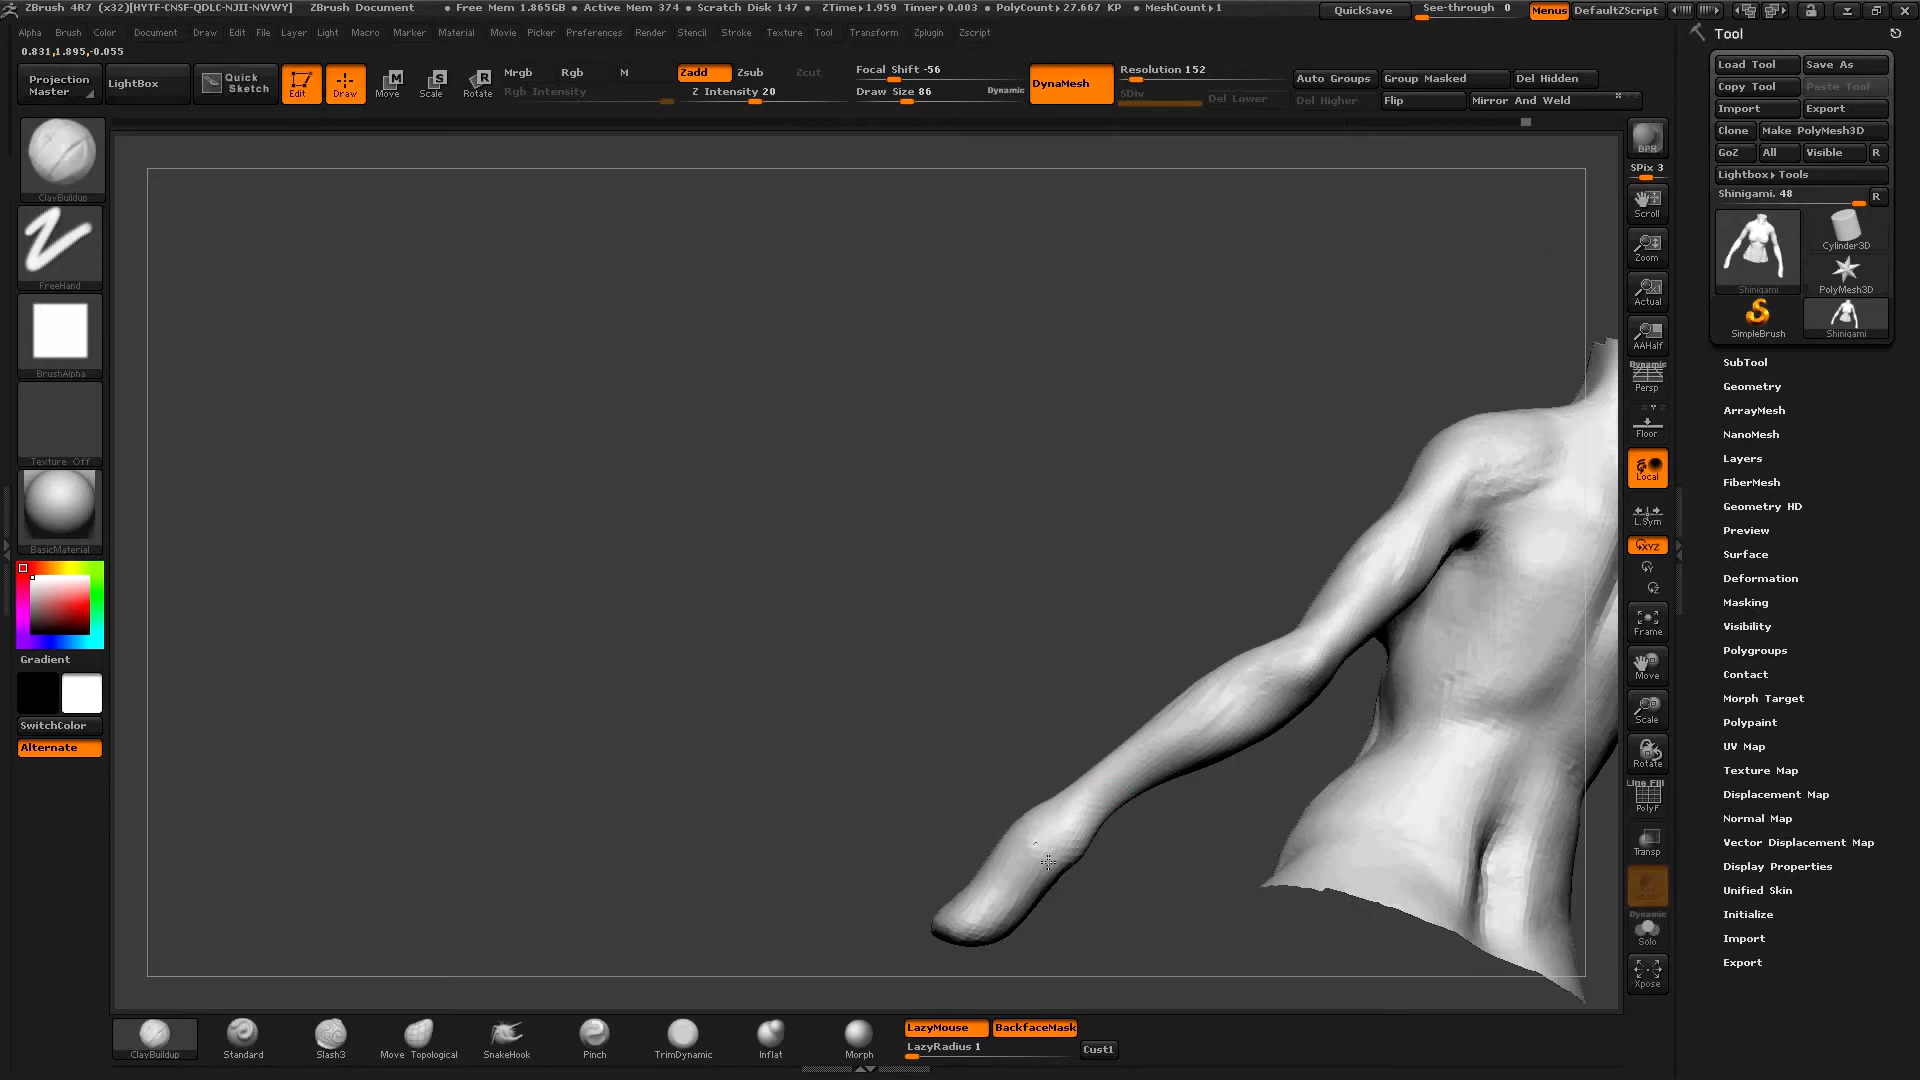 ZBrush 4R7 (x32)[HYTF-CNSF-QDLC-NJII-NWWY] ZBrush Document • Free Mem 1.865GB • Active Mem 374 • Scratch Disk 147 • ZTime▸1.959 Timer▸0.003 • PolyCount▸27.667 KP • MeshCount▸1 QuickSave See-through 0 Menus DefaultZScript
Alpha Brush Color Document Draw Edit File Layer Light Macro Marker Material Movie Picker Preferences Render Stencil Stroke Texture Tool Transform Zplugin Zscript
0.831,1.895,-0.055
Projection Master
LightBox
Quick Sketch
Edit
Draw
Move
Scale
Rotate
Mrgb Rgb M
Rgb Intensity
Zadd Zsub Zcut
Z Intensity 20
Focal Shift -56
Draw Size 86 Dynamic
DynaMesh
Resolution 152
SDiv Del Lower
Auto Groups Group Masked Del Hidden
Del Higher Flip Mirror And Weld
ClayBuildup
FreeHand
BrushAlpha
Texture Off
BasicMaterial
Gradient
SwitchColor
Alternate
BPR
SPix 3
Scroll
Zoom
Actual
AAHalf
Dynamic
Persp
Floor
Local
L.Sym
XYZ
Y
Z
Frame
Move
Scale
Rotate
Line Fill
PolyF
Transp
Dynamic
Solo
Xpose
Tool
Load Tool Save As
Copy Tool Paste Tool
Import Export
Clone Make PolyMesh3D
GoZ All Visible R
Lightbox▸Tools
Shinigami. 48 R
Shinigami
Cylinder3D
PolyMesh3D
SimpleBrush
Shinigami
SubTool
Geometry
ArrayMesh
NanoMesh
Layers
FiberMesh
Geometry HD
Preview
Surface
Deformation
Masking
Visibility
Polygroups
Contact
Morph Target
Polypaint
UV Map
Texture Map
Displacement Map
Normal Map
Vector Displacement Map
Display Properties
Unified Skin
Initialize
Import
Export
ClayBuildup Standard Slash3 Move Topological SnakeHook Pinch TrimDynamic Inflat Morph
LazyMouse BackfaceMask
LazyRadius 1 Cust1